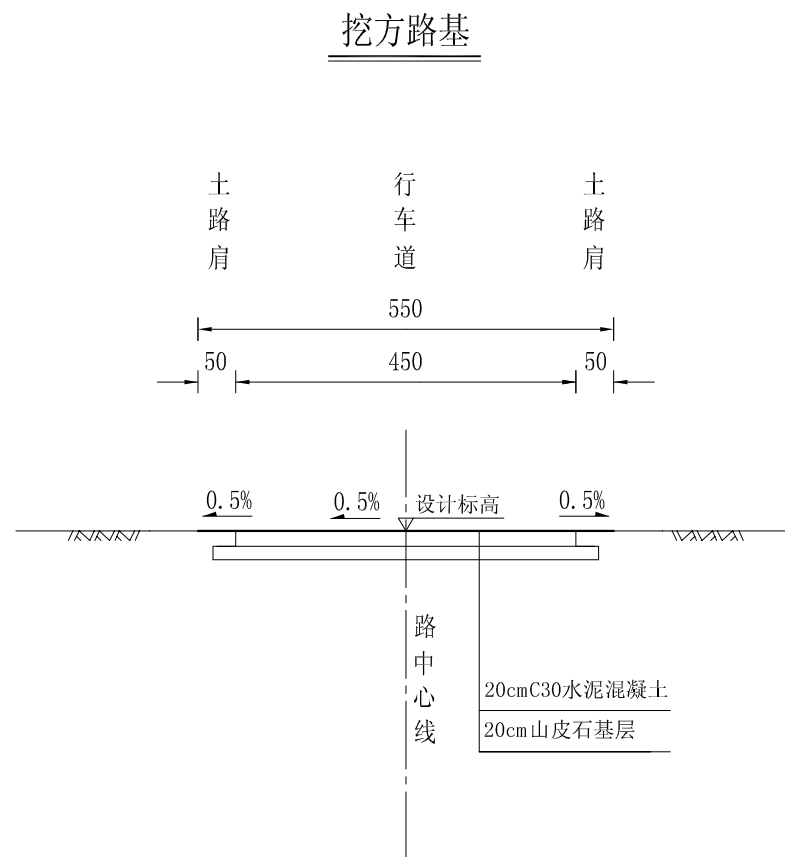 挖方路基
土路肩
行车道
土路肩
550
50
450
50
0.5%
0.5%
设计标高
0.5%
路中心线
20cmC30水泥混凝土
20cm山皮石基层